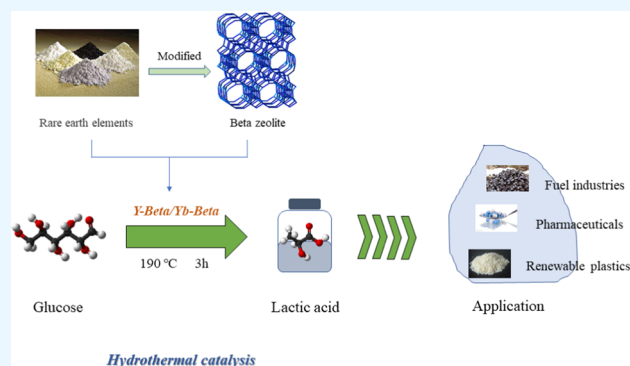 Modified
Rare earth elements
Beta zeolite
Y-Beta/Yb-Beta
190 °C 3h
Glucose
Lactic acid
Fuel industries
Pharmaceuticals
Renewable plastics
Application
Hydrothermal catalysis